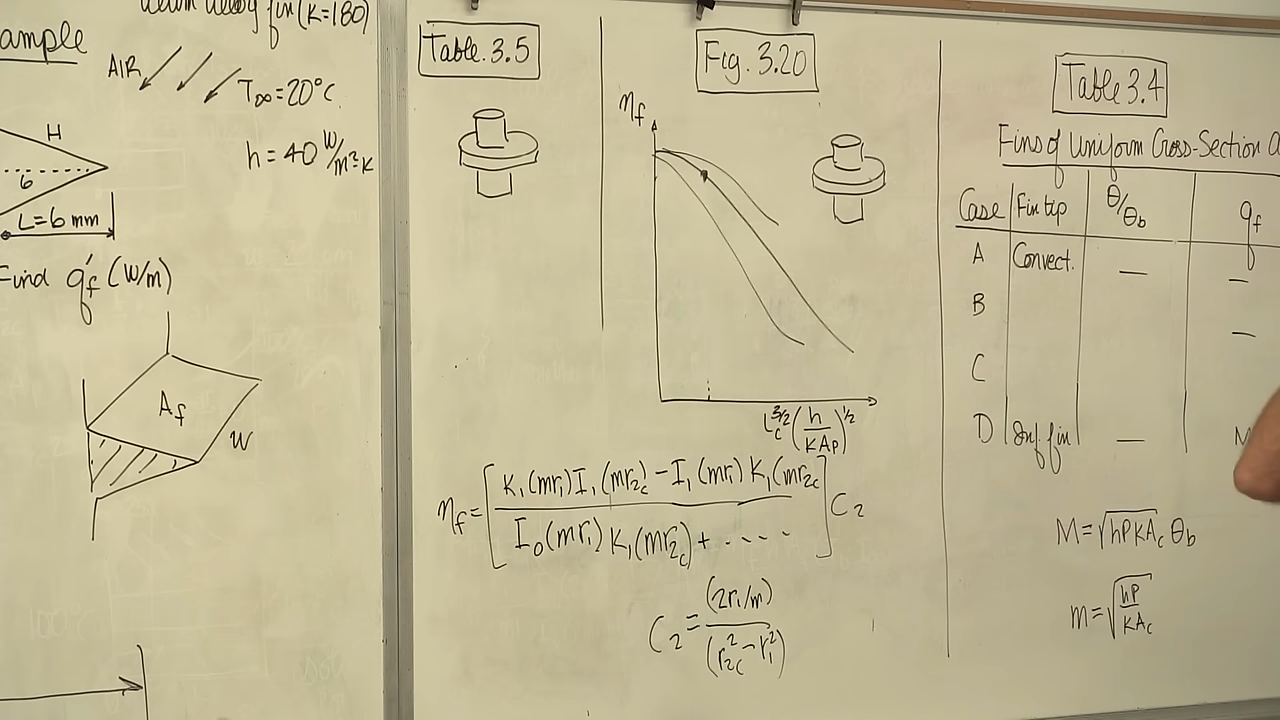 fin (K=180)
ample
AIR
T∞=20°C
h=40 W/m²K
H
6
L=6 mm
Find q'f (W/m)
Af
W
Table 3.5
Fig. 3.20
ηf
Lc^3/2 (h/KAp)^1/2
ηf = [K₁(mr₁)I₁(mr₂c) − I₁(mr₁)K₁(mr₂c / I₀(mr₁)K₁(mr₂c) + ·····] C₂
C₂ = (2r₁/m) / (r₂c² − r₁²)
Table 3.4
Fins of Uniform Cross-Section
Case Fin tip θ/θb qf
A Convect. — —
B —
C
D Inf fin — M
M=√hPKAc θb
m=√hP/KAc